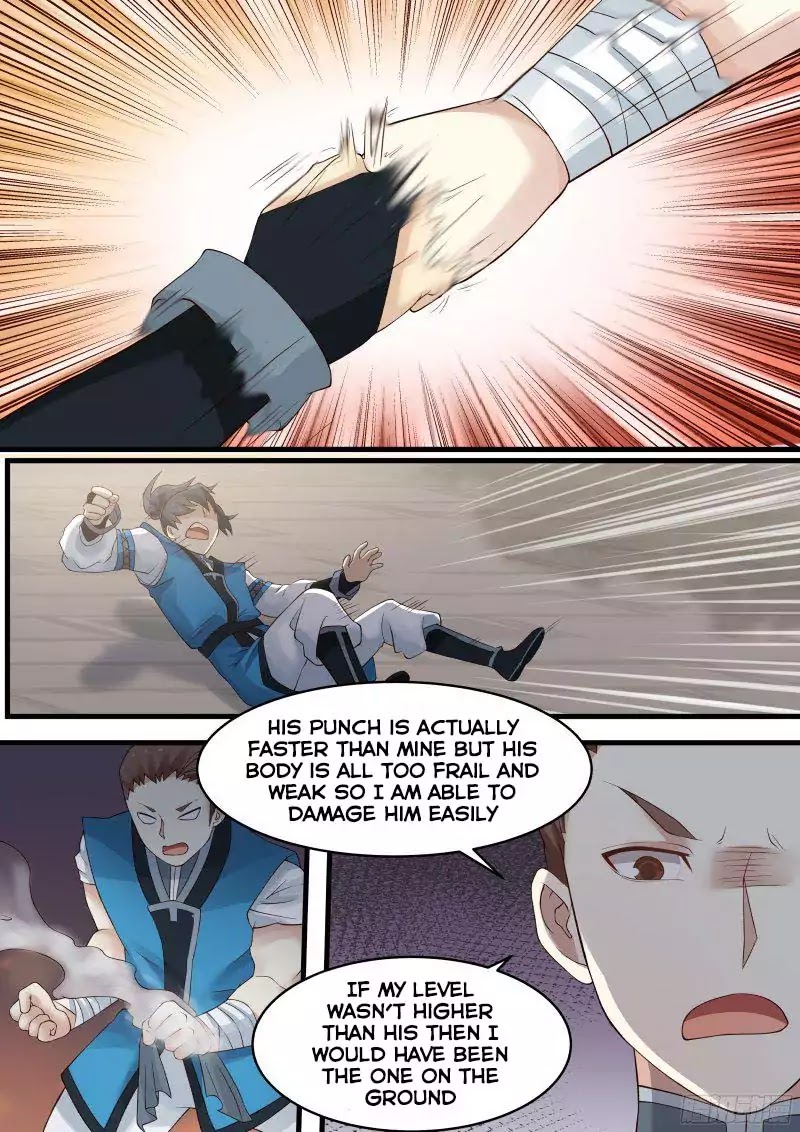 HIS PUNCH IS ACTUALLY
FASTER THAN MINE BUT HIS
BODY IS ALL TOO FRAIL AND
WEAK SO I AM ABLE TO
DAMAGE HIM EASILY
IF MY LEVEL
WASN'T HIGHER
THAN HIS THEN I
WOULD HAVE BEEN
THE ONE ON THE
GROUND